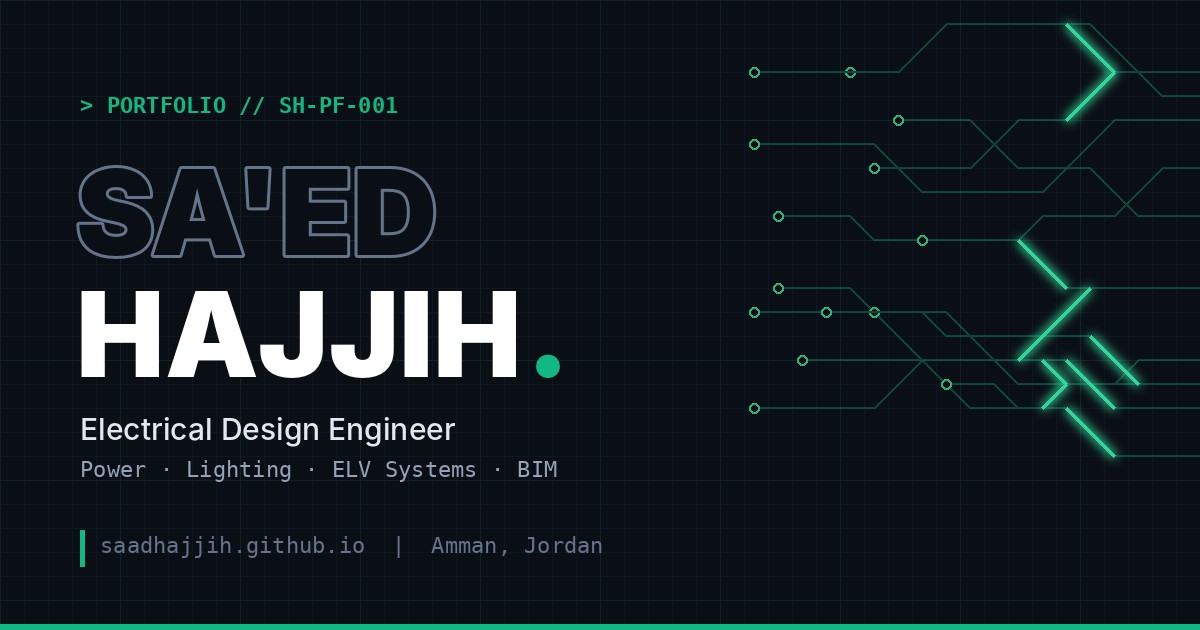 > PORTFOLIO // SH-PF-001
SA'ED
HAJJIH.
Electrical Design Engineer
Power · Lighting · ELV Systems · BIM
saadhajjih.github.io | Amman, Jordan